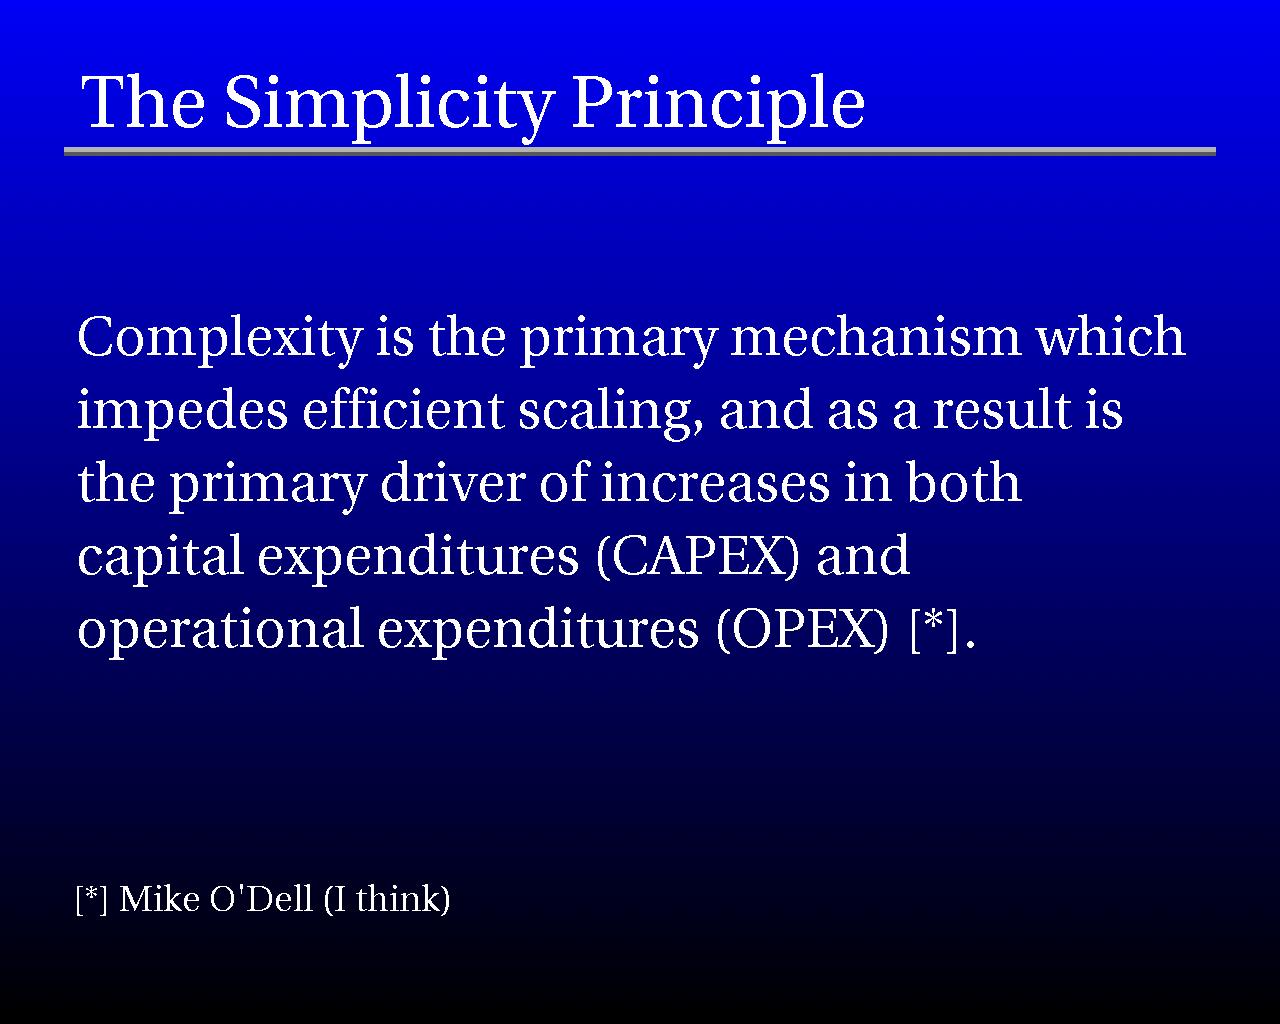 The Simplicity Principle
Complexity is the primary mechanism which
impedes efficient scaling, and as a result is
the primary driver of increases in both
capital expenditures (CAPEX) and
operational expenditures (OPEX) [*].
[*] Mike O'Dell (I think)